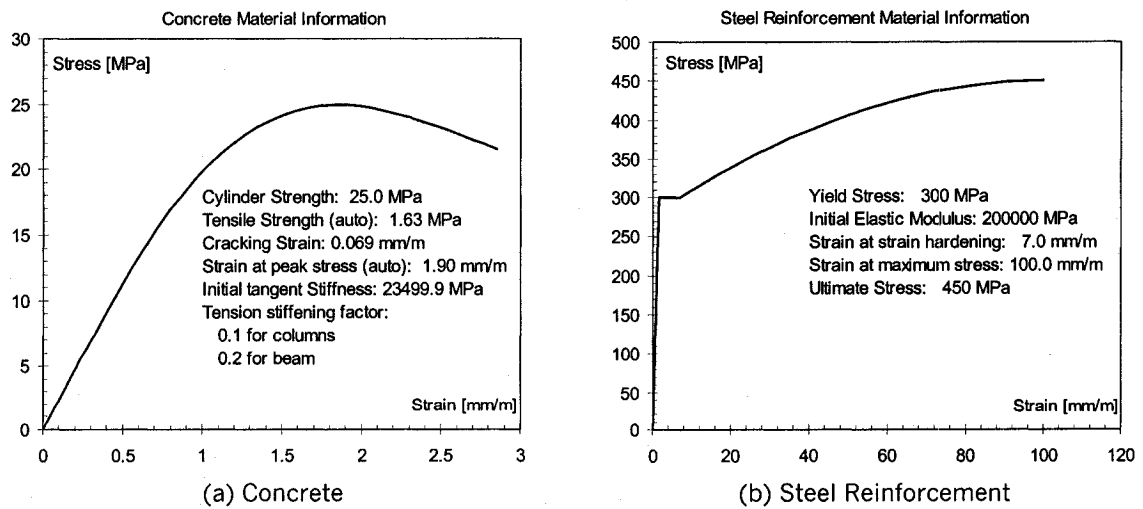 Concrete Material Information
30
25
20
15
10
5
0
Stress [MPa]
Cylinder Strength: 25.0 MPa
Tensile Strength (auto): 1.63 MPa
Cracking Strain: 0.069 mm/m
Strain at peak stress (auto): 1.90 mm/m
Initial tangent Stiffness: 23499.9 MPa
Tension stiffening factor:
0.1 for columns
0.2 for beam
Strain [mm/m]
0 0.5 1 1.5 2 2.5 3
(a) Concrete
Steel Reinforcement Material Information
500
450
400
350
300
250
200
150
100
50
0
Stress [MPa]
Yield Stress: 300 MPa
Initial Elastic Modulus: 200000 MPa
Strain at strain hardening: 7.0 mm/m
Strain at maximum stress: 100.0 mm/m
Ultimate Stress: 450 MPa
Strain [mm/m]
0 20 40 60 80 100 120
(b) Steel Reinforcement